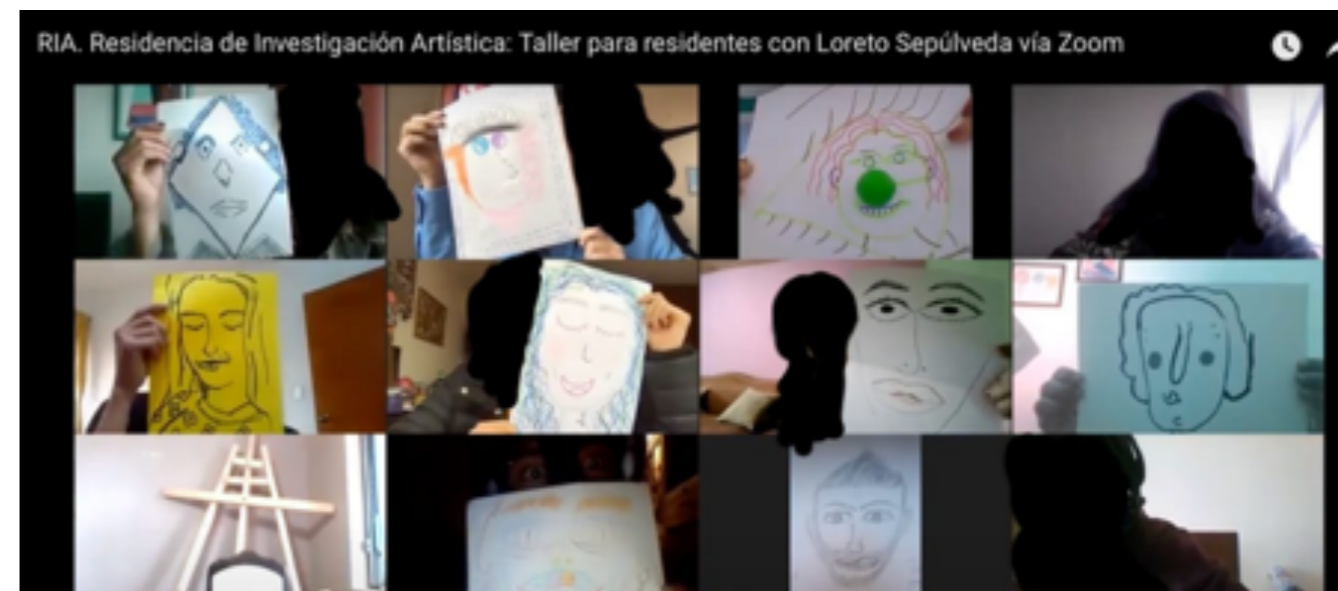 RIA. Residencia de Investigación Artística: Taller para residentes con Loreto Sepúlveda vía Zoom